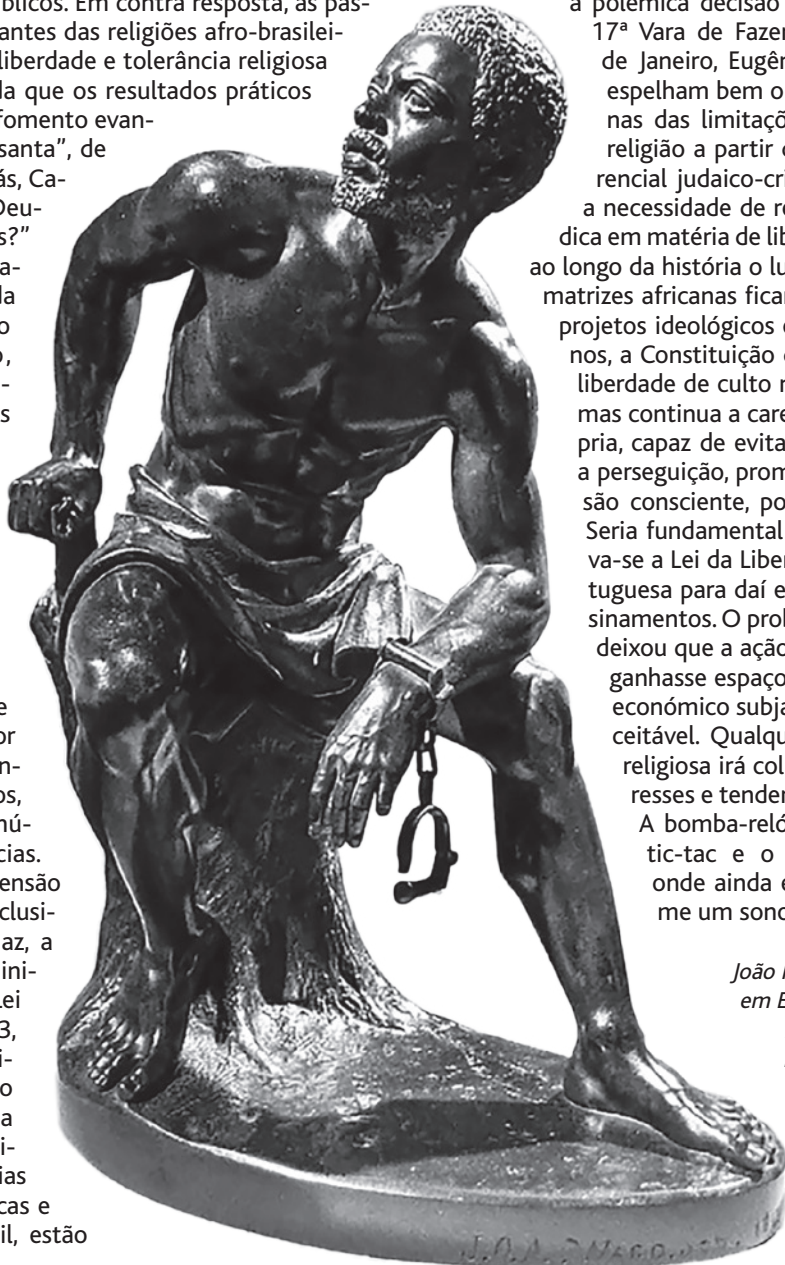 blicos. Em contra resposta, as pas-
antes das religiões afro-brasilei-
liberdade e tolerância religiosa
da que os resultados práticos
fomento evan-
santa”, de
ás, Ca-
Deu-
s?”
a-
da
o
o,
-
s
e
or
n-
os,
nú-
cias.
ensão
clusi-
az, a
ini-
Lei
3,
i-
o
a
i-
ias
cas e
il, estão
a polémica decisão
17ª Vara de Fazen
de Janeiro, Eugên
espelham bem o
nas das limitaçõ
religião a partir
rencial judaico-cri
a necessidade de re
dica em matéria de lib
ao longo da história o lu
matrizes africanas fica
projetos ideológicos
nos, a Constituição
liberdade de culto
mas continua a care
pria, capaz de evita
a perseguição, prom
são consciente, po
Seria fundamental
va-se a Lei da Liber
tuguesa para daí e
sinamentos. O prob
deixou que a ação
ganhasse espaço
económico subja
ceitável. Qualqu
religiosa irá col
resses e tender
A bomba-reló
tic-tac e o
onde ainda e
me um sono
João
em